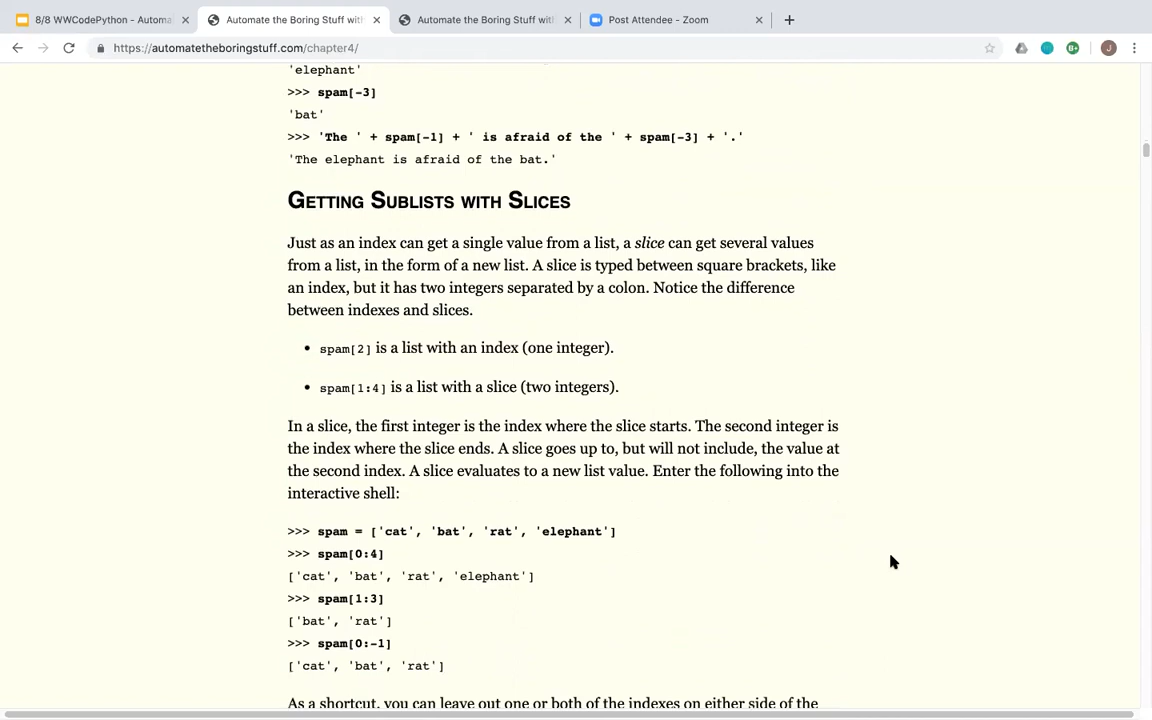 8/8 WWCodePython - Automa
Automate the Boring Stuff with
Automate the Boring Stuff with
Post Attendee - Zoom
https://automatetheboringstuff.com/chapter4/
J
'elephant'
>>> spam[-3]
'bat'
>>> 'The ' + spam[-1] + ' is afraid of the ' + spam[-3] + '.'
'The elephant is afraid of the bat.'
Getting Sublists with Slices
Just as an index can get a single value from a list, a slice can get several values
from a list, in the form of a new list. A slice is typed between square brackets, like
an index, but it has two integers separated by a colon. Notice the difference
between indexes and slices.
• spam[2] is a list with an index (one integer).
• spam[1:4] is a list with a slice (two integers).
In a slice, the first integer is the index where the slice starts. The second integer is
the index where the slice ends. A slice goes up to, but will not include, the value at
the second index. A slice evaluates to a new list value. Enter the following into the
interactive shell:
>>> spam = ['cat', 'bat', 'rat', 'elephant']
>>> spam[0:4]
['cat', 'bat', 'rat', 'elephant']
>>> spam[1:3]
['bat', 'rat']
>>> spam[0:-1]
['cat', 'bat', 'rat']
As a shortcut, you can leave out one or both of the indexes on either side of the